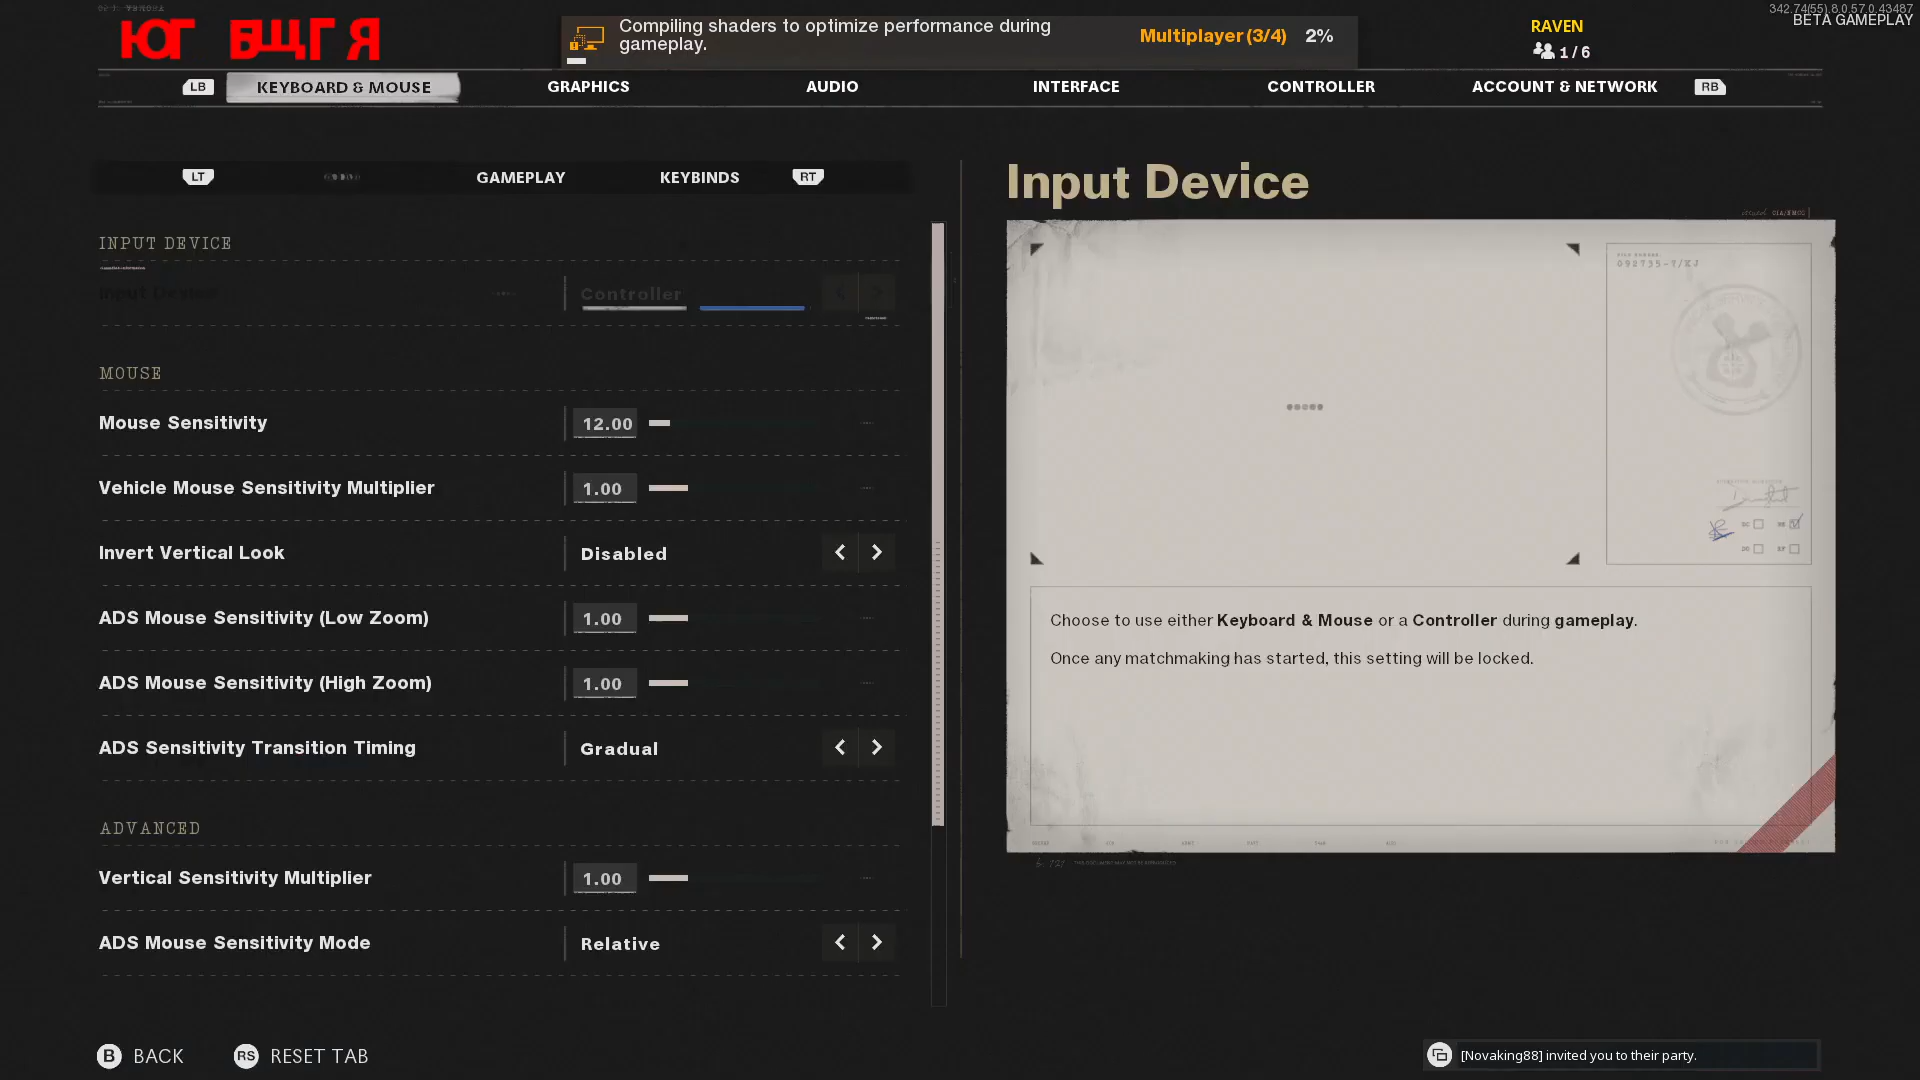 342.74(55).8.0.57.0.43487
BETA GAMEPLAY
ЮГ ВЩГЯ
Compiling shaders to optimize performance during
gameplay.
Multiplayer (3/4) 2%
RAVEN
1 / 6
LB KEYBOARD & MOUSE GRAPHICS AUDIO INTERFACE CONTROLLER ACCOUNT & NETWORK RB
LT GAMEPLAY KEYBINDS RT
INPUT DEVICE
Input Device Controller
MOUSE
Mouse Sensitivity 12.00
Vehicle Mouse Sensitivity Multiplier 1.00
Invert Vertical Look Disabled
ADS Mouse Sensitivity (Low Zoom) 1.00
ADS Mouse Sensitivity (High Zoom) 1.00
ADS Sensitivity Transition Timing Gradual
ADVANCED
Vertical Sensitivity Multiplier 1.00
ADS Mouse Sensitivity Mode Relative
Input Device
092735-7/KJ
Choose to use either Keyboard & Mouse or a Controller during gameplay.
Once any matchmaking has started, this setting will be locked.
B BACK RS RESET TAB
[Novaking88] invited you to their party.